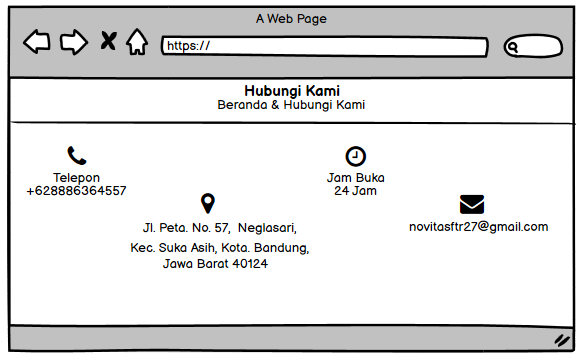 A Web Page
https://
Hubungi Kami
Beranda & Hubungi Kami
Telepon
+628886364557
Jl. Peta. No. 57, Neglasari,
Kec. Suka Asih, Kota. Bandung,
Jawa Barat 40124
Jam Buka
24 Jam
novitasftr27@gmail.com